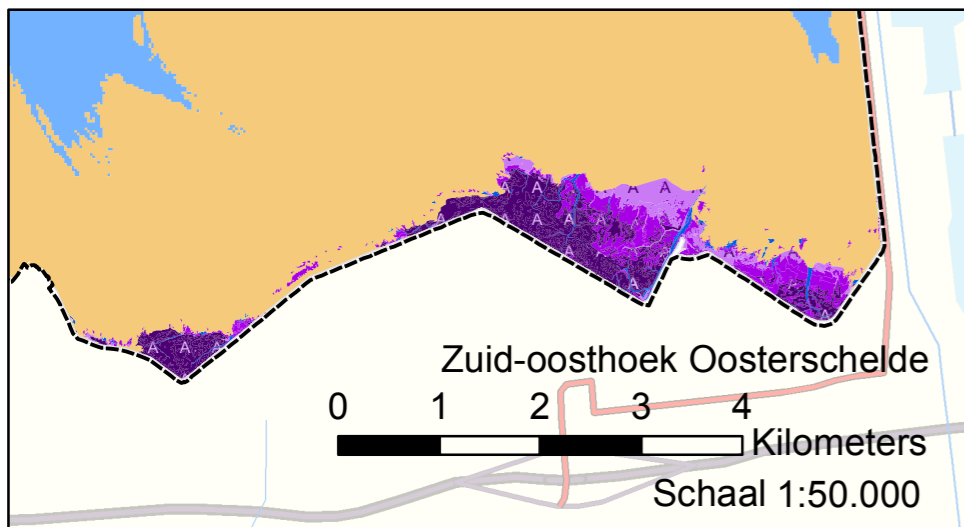 A A A A A
A A A A
A
A
A
A
A A A
Zuid-oosthoek Oosterschelde
0 1 2 3 4
Kilometers
Schaal 1:50.000